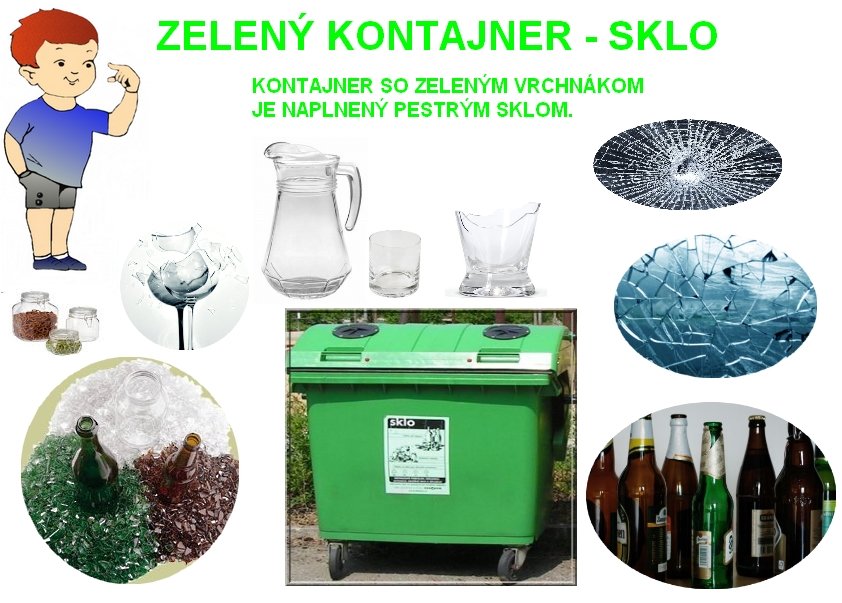 ZELENÝ KONTAJNER - SKLO
KONTAJNER SO ZELENÝM VRCHNÁKOM
JE NAPLNENÝ PESTRÝM SKLOM.
sklo